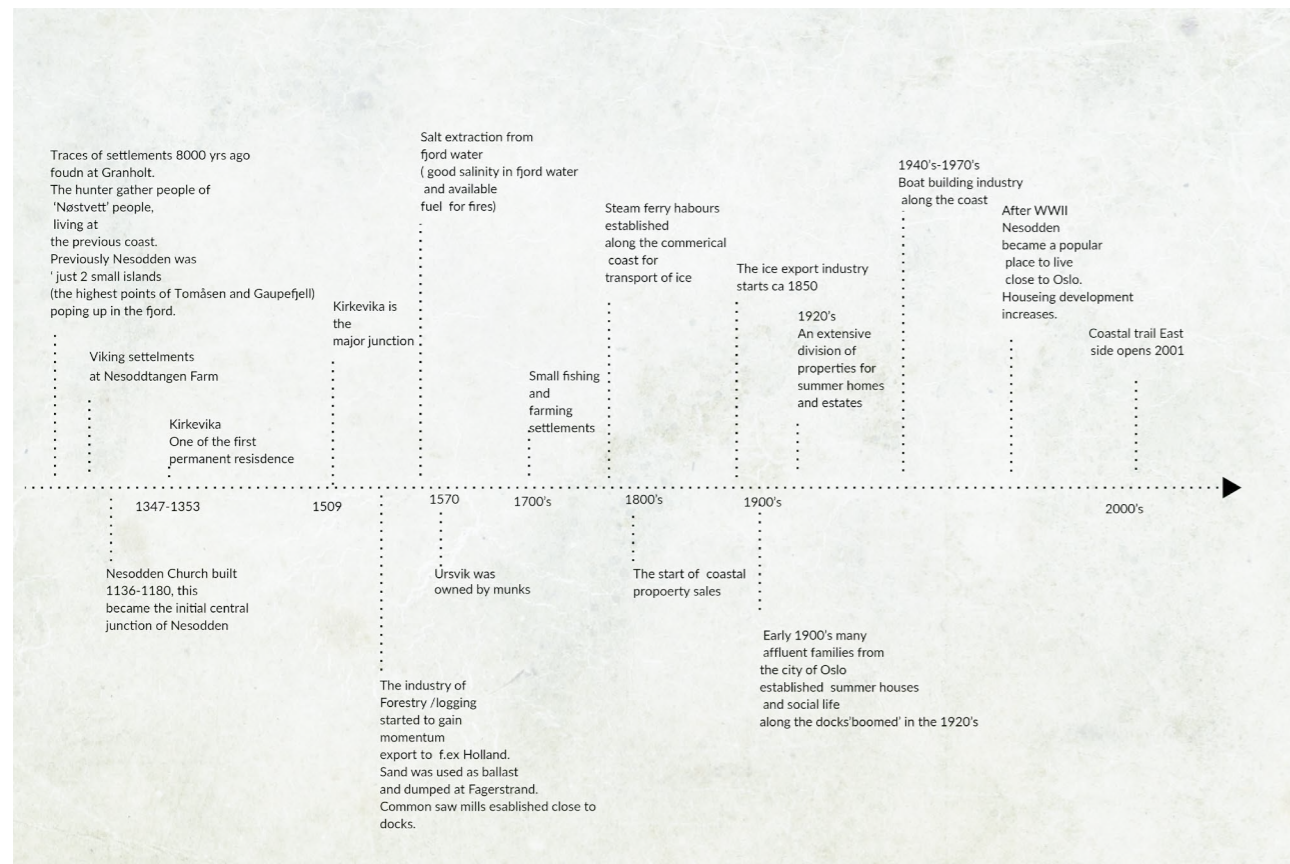 Traces of settlements 8000 yrs ago
foudn at Granholt.
The hunter gather people of
'Nøstvett' people,
living at
the previous coast.
Previously Nesodden was
' just 2 small islands
(the highest points of Tomåsen and Gaupefjell)
poping up in the fjord.
Viking settelments
at Nesoddtangen Farm
Kirkevika
One of the first
permanent resisdence
Kirkevika is
the
major junction
Salt extraction from
fjord water
( good salinity in fjord water
and available
fuel for fires)
Small fishing
and
farming
settlements
Steam ferry habours
established
along the commerical
coast for
transport of ice
The ice export industry
starts ca 1850
1920's
An extensive
division of
properties for
summer homes
and estates
1940's-1970's
Boat building industry
along the coast
After WWII
Nesodden
became a popular
place to live
close to Oslo.
Houseing development
increases.
Coastal trail East
side opens 2001
1347-1353
1509
1570
1700's
1800's
1900's
2000's
Nesodden Church built
1136-1180, this
became the initial central
junction of Nesodden
The industry of
Forestry /logging
started to gain
momentum
export to f.ex Holland.
Sand was used as ballast
and dumped at Fagerstrand.
Common saw mills esablished close to
docks.
Ursvik was
owned by munks
The start of coastal
propoerty sales
Early 1900's many
affluent families from
the city of Oslo
established summer houses
and social life
along the docks'boomed' in the 1920's